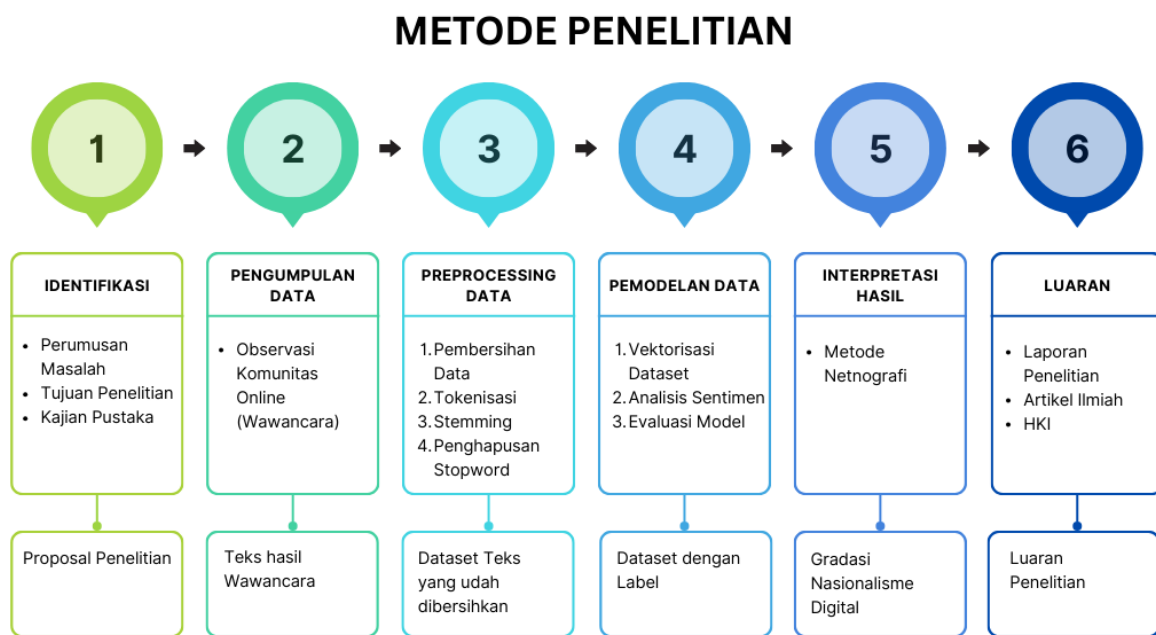 METODE PENELITIAN
1
2
3
4
5
6
IDENTIFIKASI
• Perumusan
Masalah
• Tujuan Penelitian
• Kajian Pustaka
Proposal Penelitian
PENGUMPULAN
DATA
• Observasi
Komunitas
Online
(Wawancara)
Teks hasil
Wawancara
PREPROCESSING
DATA
1. Pembersihan
Data
2. Tokenisasi
3. Stemming
4. Penghapusan
Stopword
Dataset Teks
yang udah
dibersihkan
PEMODELAN DATA
1. Vektorisasi
Dataset
2. Analisis Sentimen
3. Evaluasi Model
Dataset dengan
Label
INTERPRETASI
HASIL
• Metode
Netnografi
Gradasi
Nasionalisme
Digital
LUARAN
• Laporan
Penelitian
• Artikel Ilmiah
• HKI
Luaran
Penelitian